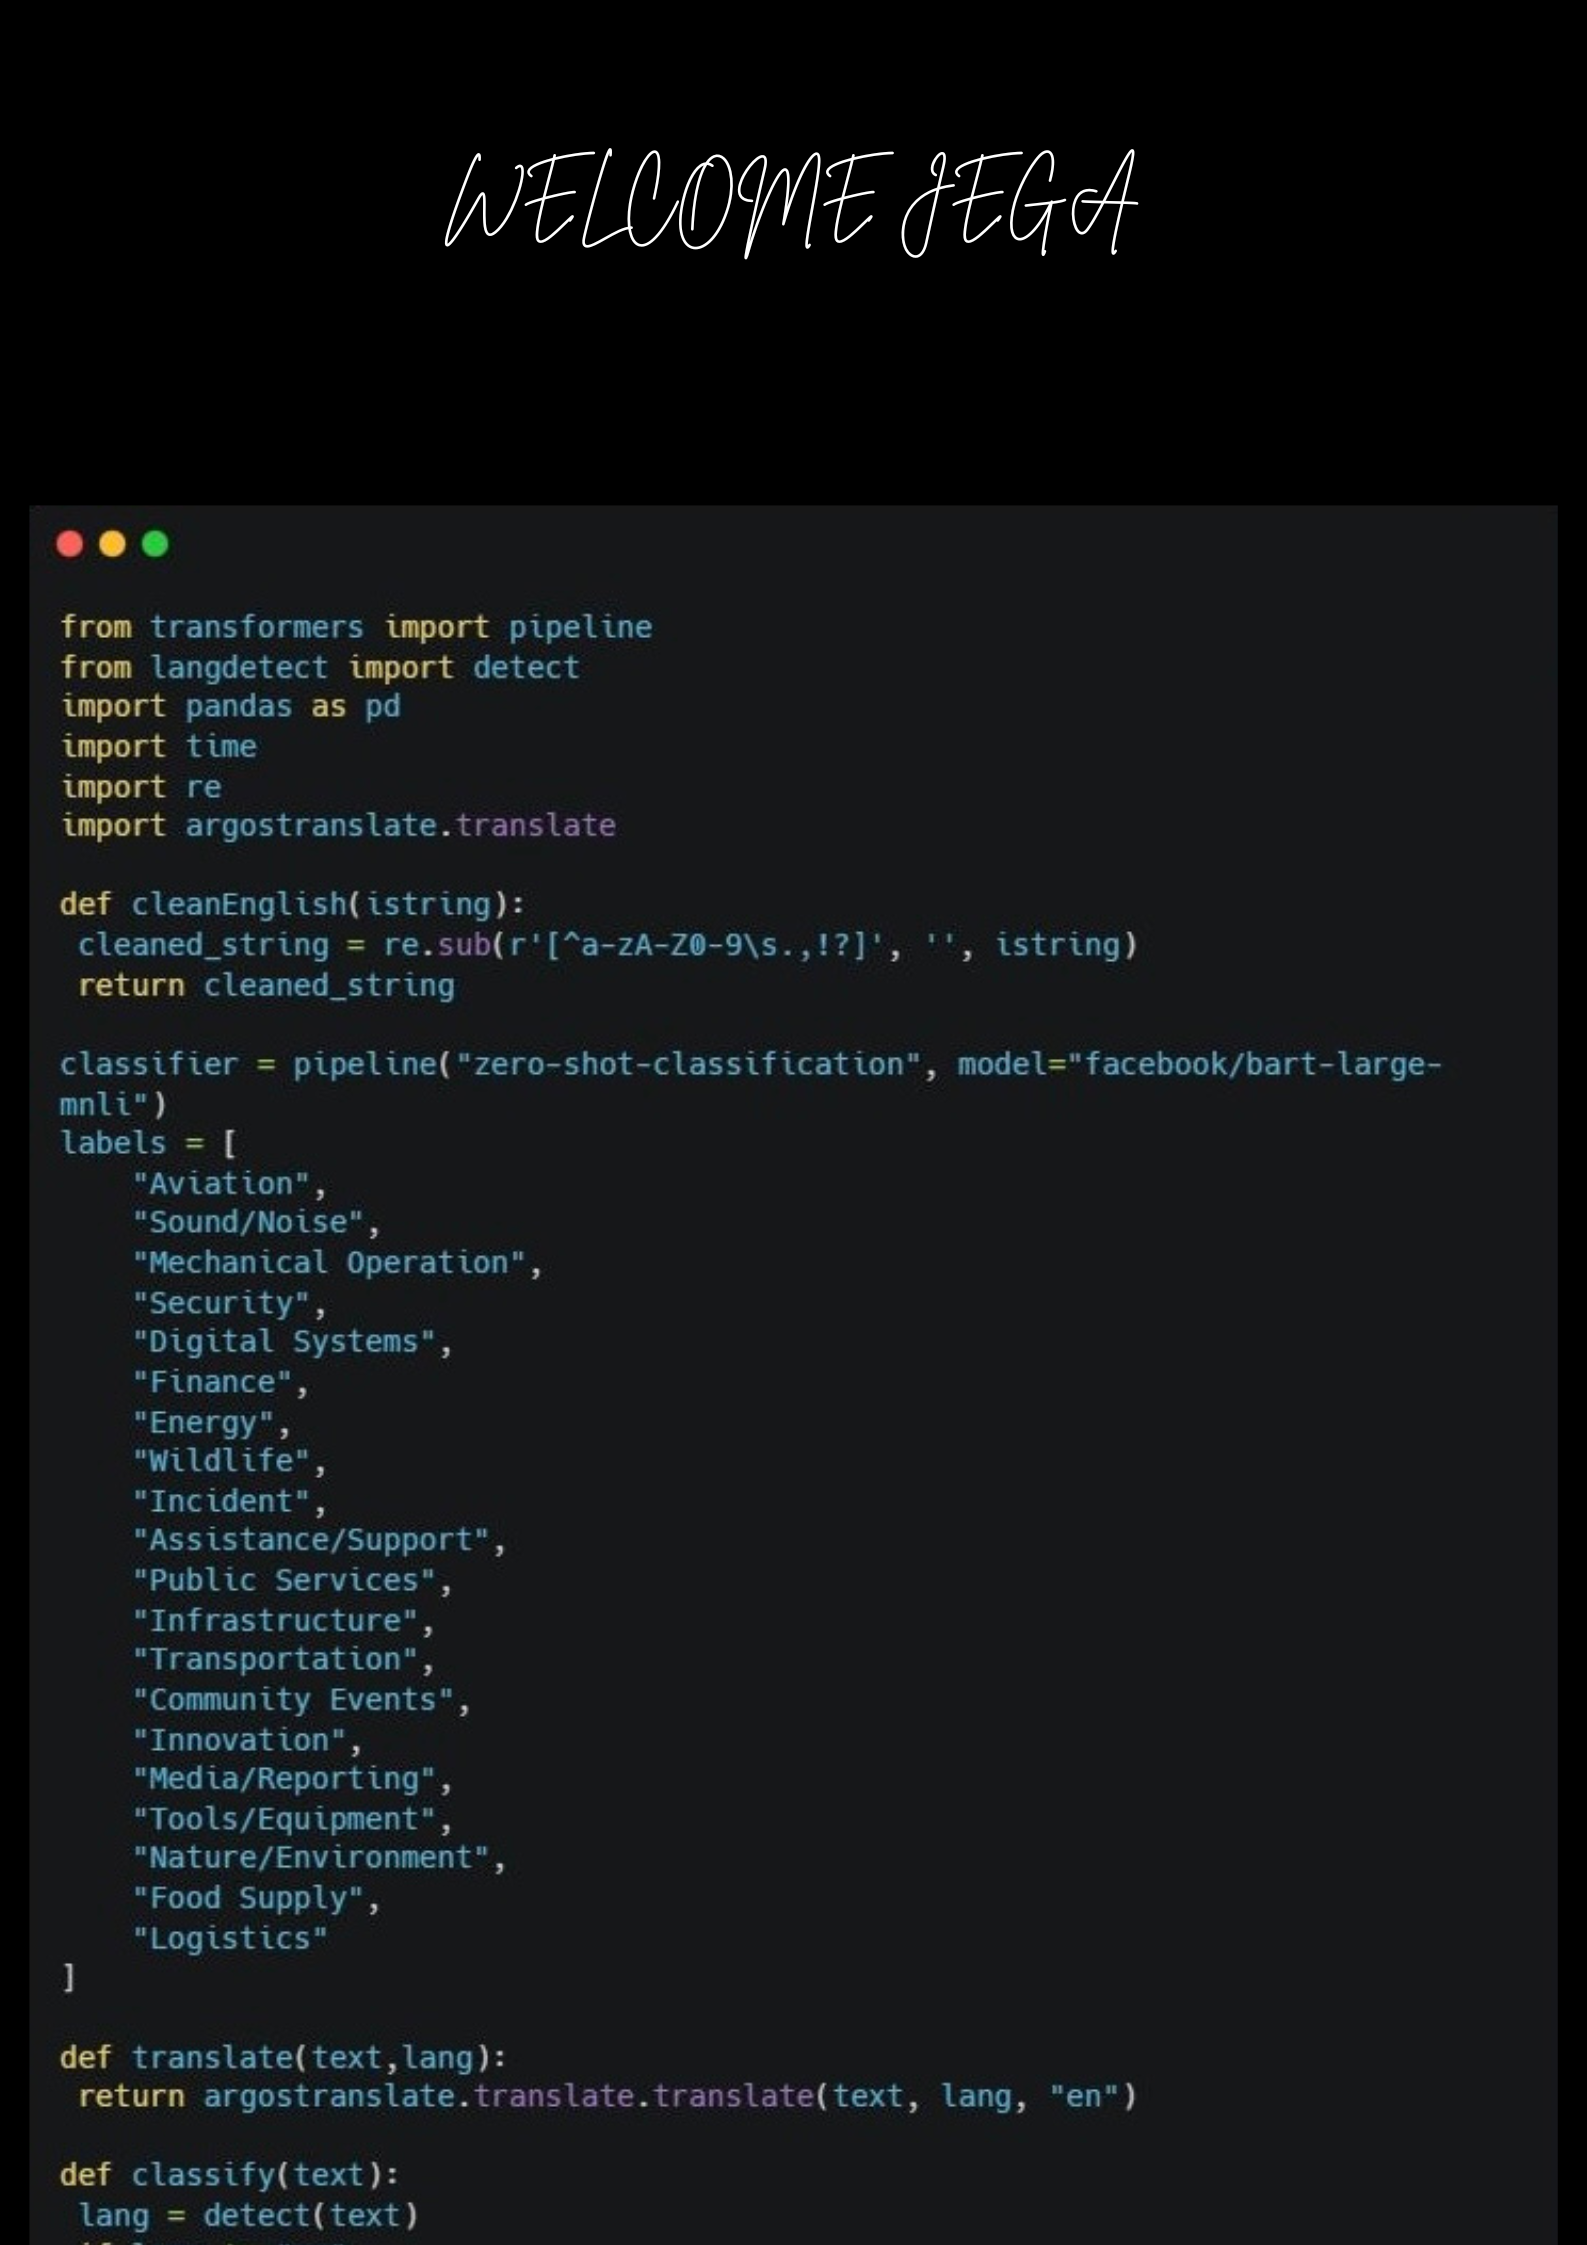 WELCOME JEGA
from transformers import pipeline
from langdetect import detect
import pandas as pd
import time
import re
import argostranslate.translate
def cleanEnglish(istring):
 cleaned_string = re.sub(r'[^a-zA-Z0-9\s.,!?]', '', istring)
 return cleaned_string
classifier = pipeline("zero-shot-classification", model="facebook/bart-large-
mnli")
labels = [
    "Aviation",
    "Sound/Noise",
    "Mechanical Operation",
    "Security",
    "Digital Systems",
    "Finance",
    "Energy",
    "Wildlife",
    "Incident",
    "Assistance/Support",
    "Public Services",
    "Infrastructure",
    "Transportation",
    "Community Events",
    "Innovation",
    "Media/Reporting",
    "Tools/Equipment",
    "Nature/Environment",
    "Food Supply",
    "Logistics"
]
def translate(text,lang):
 return argostranslate.translate.translate(text, lang, "en")
def classify(text):
 lang = detect(text)